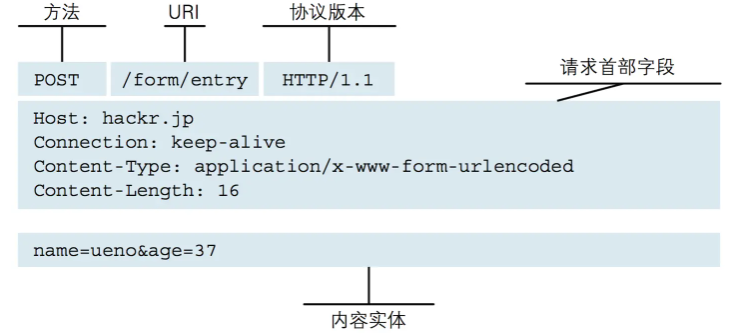 方法 URI 协议版本
POST /form/entry HTTP/1.1
请求首部字段
Host: hackr.jp
Connection: keep-alive
Content-Type: application/x-www-form-urlencoded
Content-Length: 16
name=ueno&age=37
内容实体